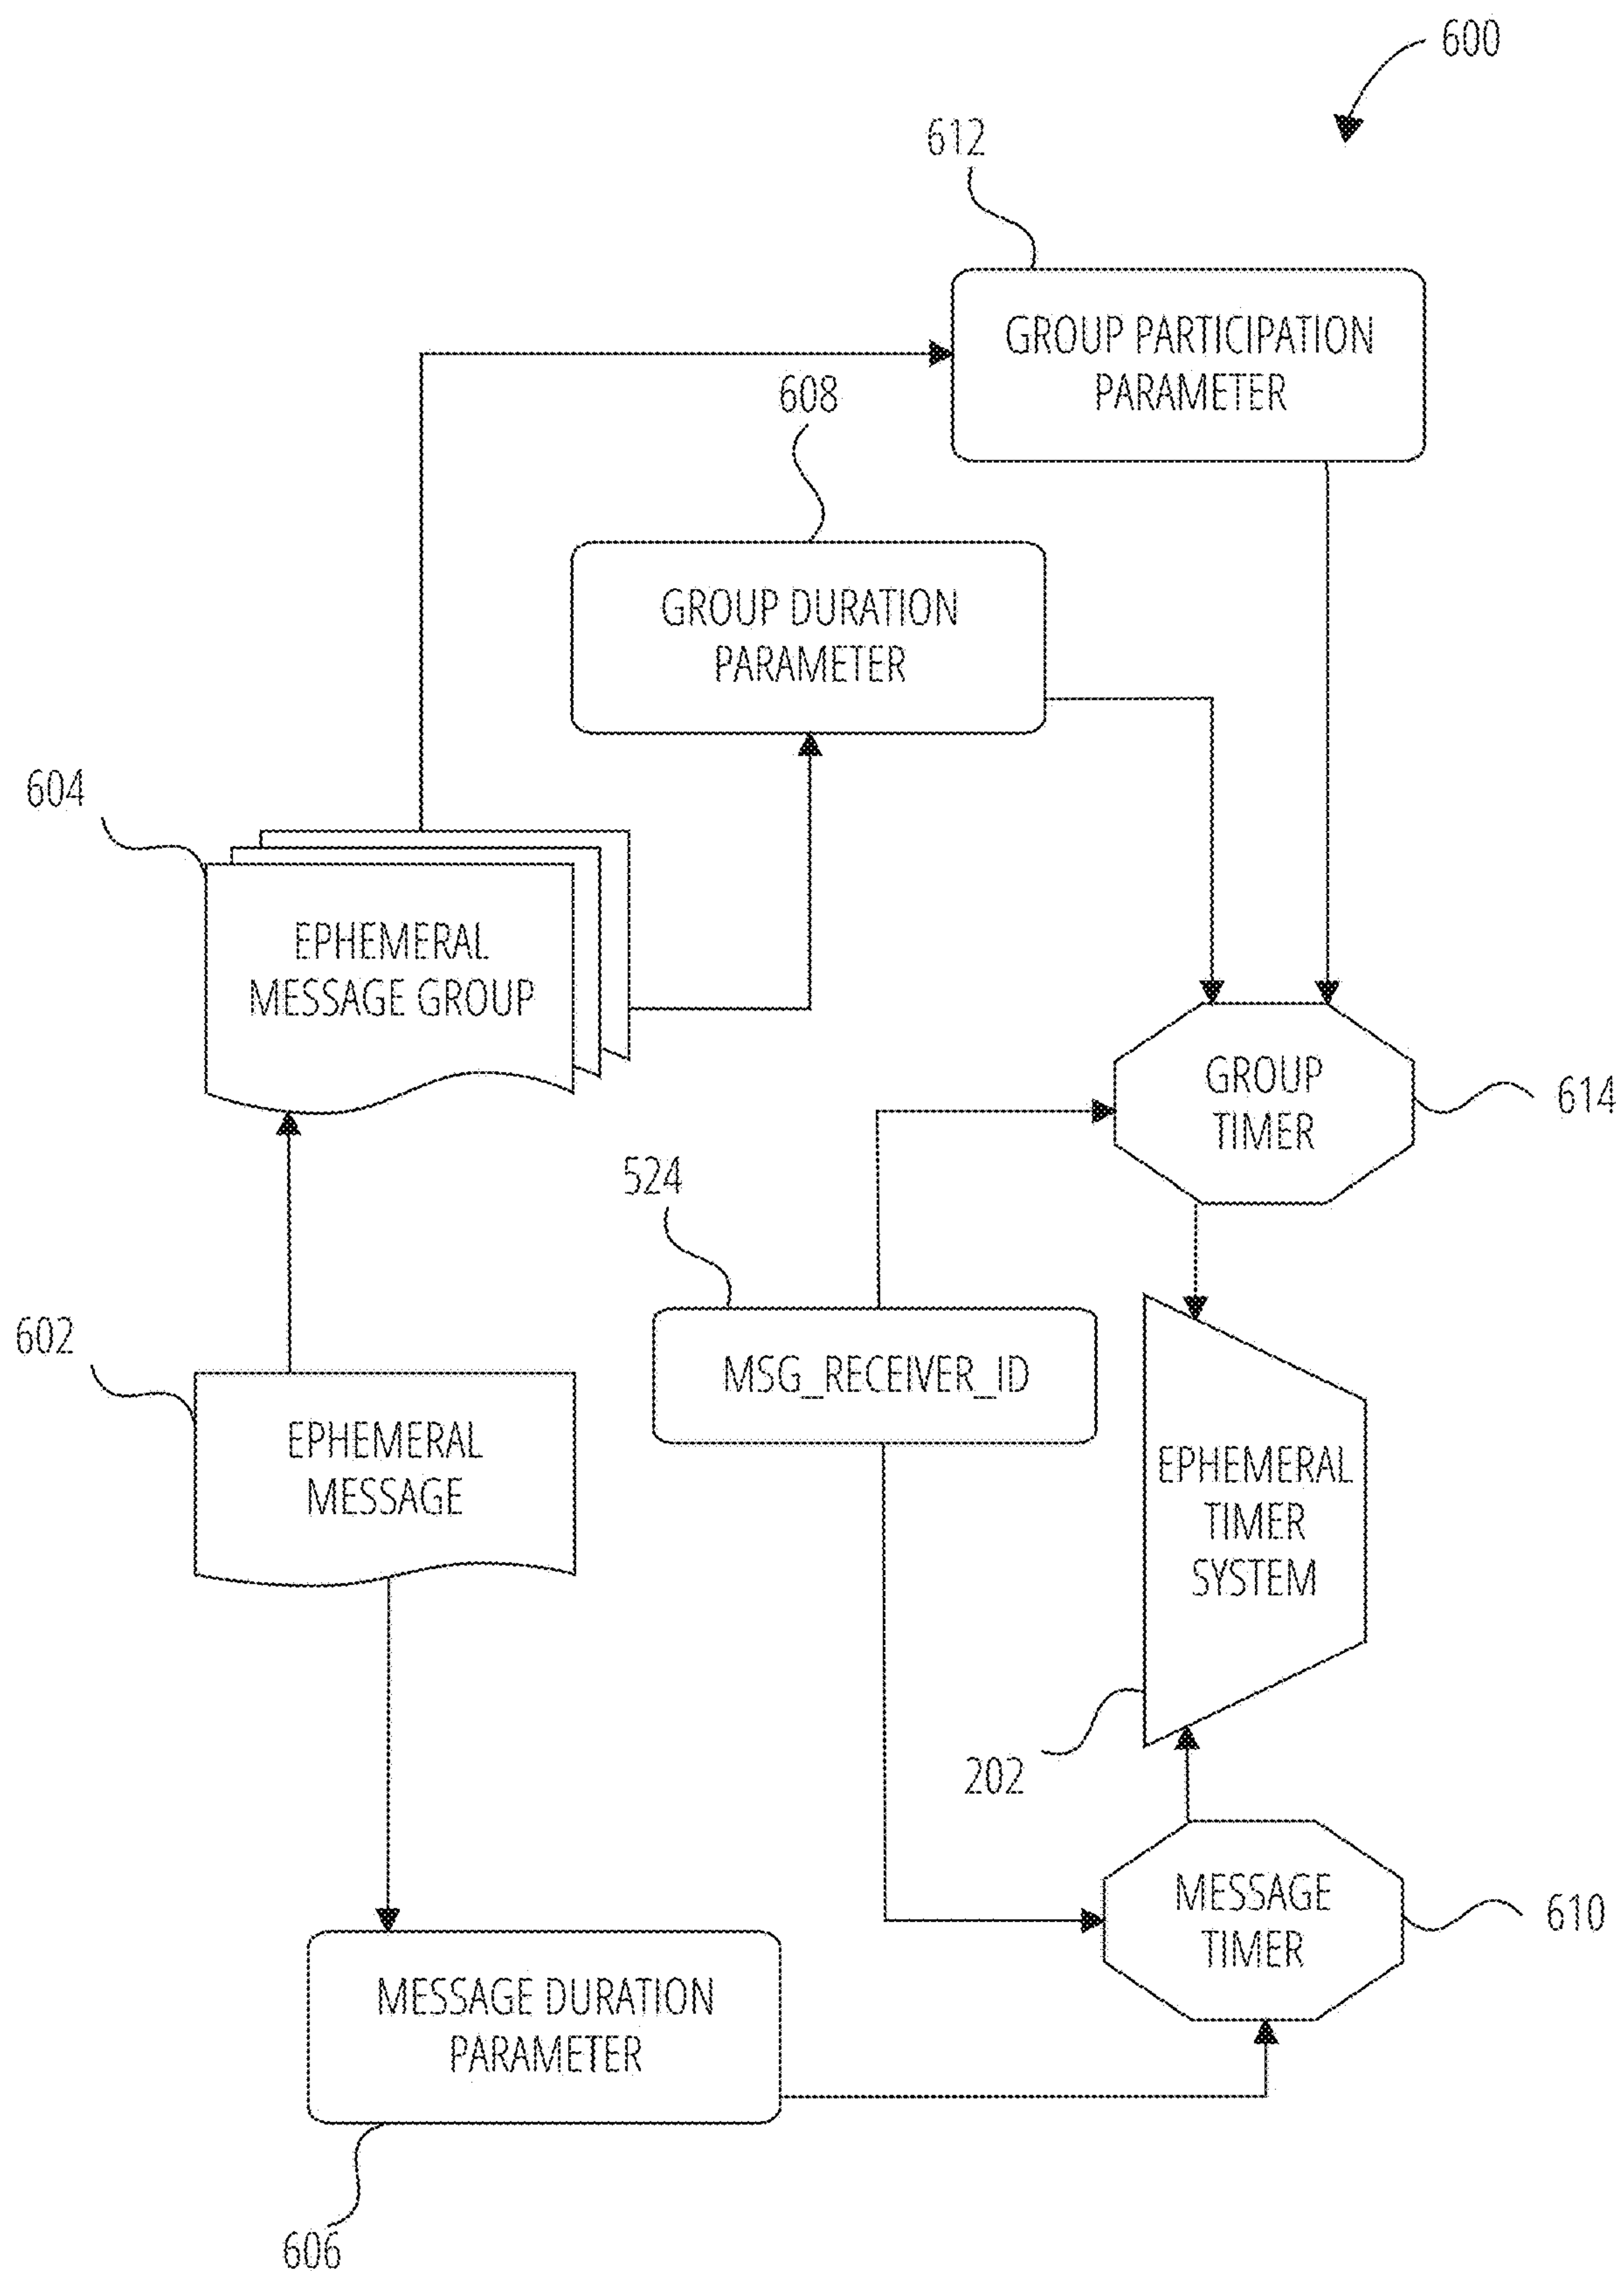 600
612
GROUP PARTICIPATION
PARAMETER
608
GROUP DURATION
PARAMETER
604
EPHEMERAL
MESSAGE GROUP
GROUP
TIMER
614
524
MSG_RECEIVER_ID
602
EPHEMERAL
MESSAGE
EPHEMERAL
TIMER
SYSTEM
202
MESSAGE
TIMER
610
MESSAGE DURATION
PARAMETER
606